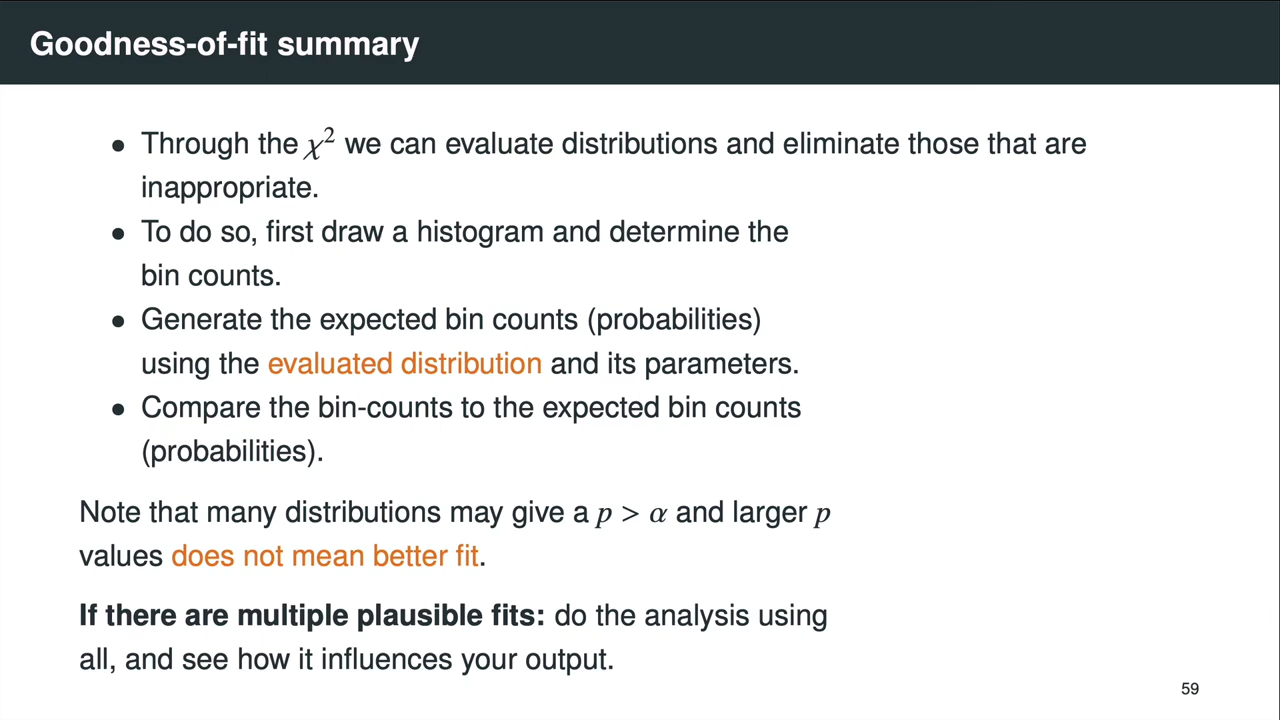 Goodness-of-fit summary
• Through the χ² we can evaluate distributions and eliminate those that are
inappropriate.
• To do so, first draw a histogram and determine the
bin counts.
• Generate the expected bin counts (probabilities)
using the evaluated distribution and its parameters.
• Compare the bin-counts to the expected bin counts
(probabilities).
Note that many distributions may give a p > α and larger p
values does not mean better fit.
If there are multiple plausible fits: do the analysis using
all, and see how it influences your output.
59